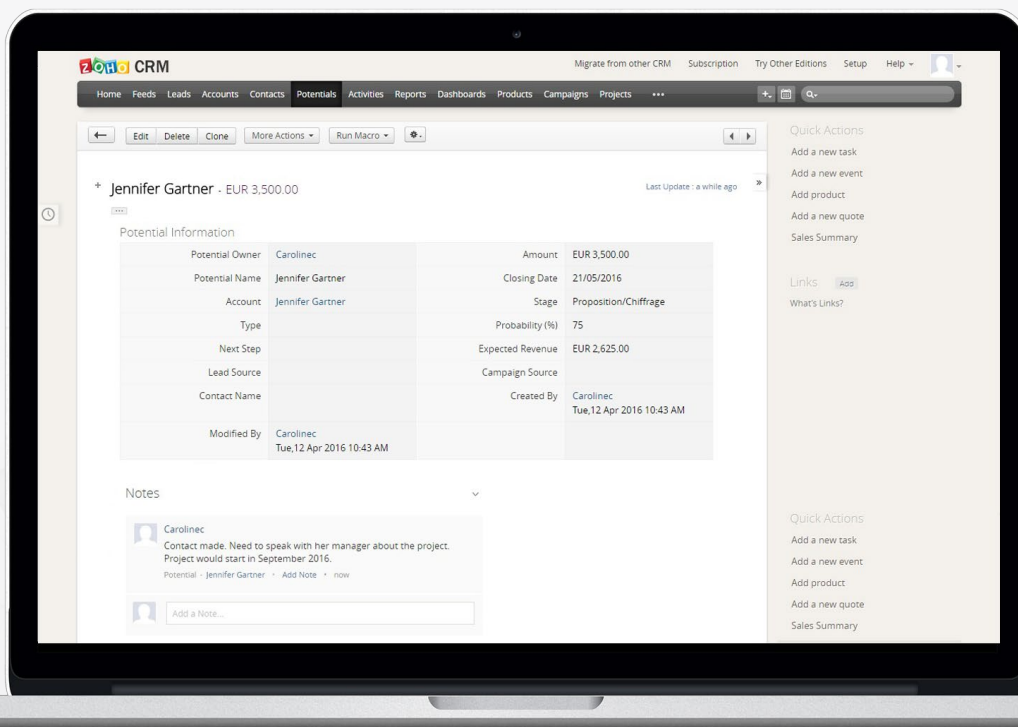 ZOHO CRM
Migrate from other CRM Subscription Try Other Editions Setup Help
Home Feeds Leads Accounts Contacts Potentials Activities Reports Dashboards Products Campaigns Projects •••
Edit Delete Clone More Actions Run Macro
Jennifer Gartner - EUR 3,500.00
Last Update : a while ago
Potential Information
Potential Owner Carolinec Amount EUR 3,500.00
Potential Name Jennifer Gartner Closing Date 21/05/2016
Account Jennifer Gartner Stage Proposition/Chiffrage
Type Probability (%) 75
Next Step Expected Revenue EUR 2,625.00
Lead Source Campaign Source
Contact Name Created By Carolinec
Tue,12 Apr 2016 10:43 AM
Modified By Carolinec
Tue,12 Apr 2016 10:43 AM
Notes
Carolinec
Contact made. Need to speak with her manager about the project.
Project would start in September 2016.
Potential - Jennifer Gartner • Add Note • now
Add a Note...
Quick Actions
Add a new task
Add a new event
Add product
Add a new quote
Sales Summary
Links Add
What's Links?
Quick Actions
Add a new task
Add a new event
Add product
Add a new quote
Sales Summary